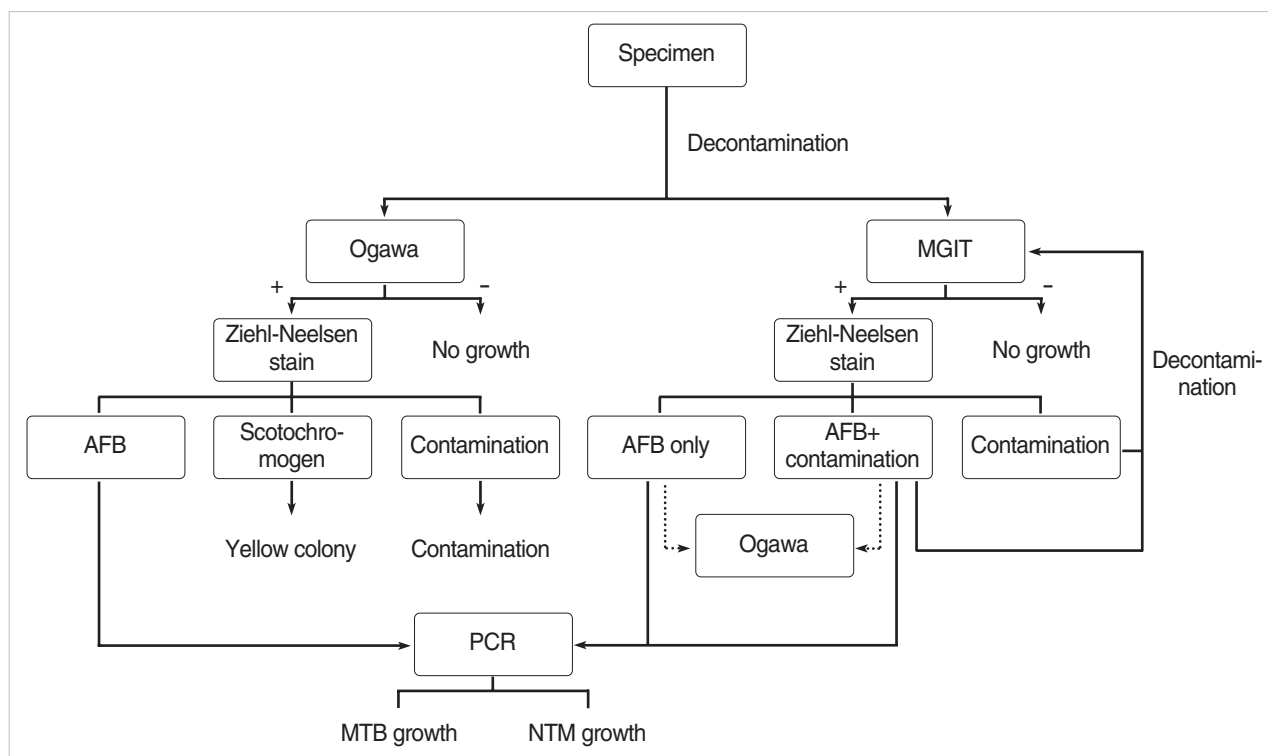 Specimen
Decontamination
Ogawa
MGIT
+
–
+
–
Ziehl-Neelsen
stain
No growth
Ziehl-Neelsen
stain
No growth
Decontami-
nation
AFB
Scotochro-
mogen
Contamination
AFB only
AFB+
contamination
Contamination
Yellow colony
Contamination
Ogawa
PCR
MTB growth
NTM growth